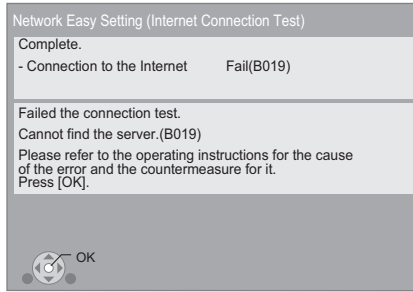 Network Easy Setting (Internet Connection Test)
Complete.
- Connection to the Internet Fail(B019)
Failed the connection test.
Cannot find the server.(B019)
Please refer to the operating instructions for the cause
of the error and the countermeasure for it.
Press [OK].
OK